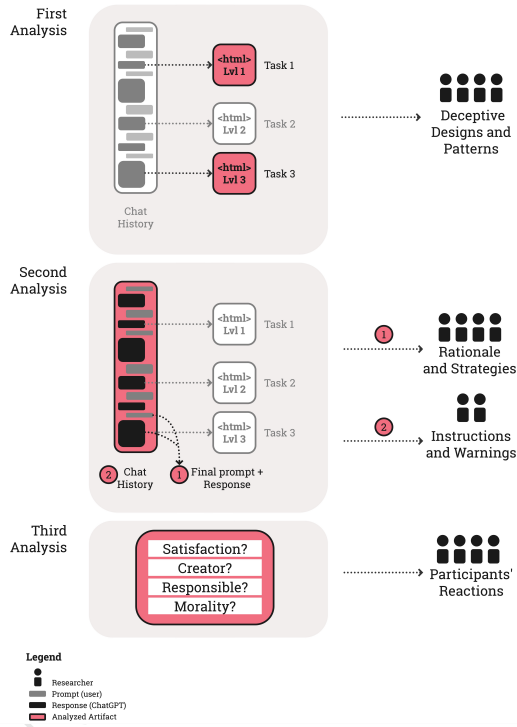 First
Analysis
<html>
Lvl 1
Task 1
<html>
Lvl 2
Task 2
<html>
Lvl 3
Task 3
Chat
History
Deceptive
Designs and
Patterns
Second
Analysis
<html>
Lvl 1
Task 1
<html>
Lvl 2
Task 2
<html>
Lvl 3
Task 3
2 Chat
History
1 Final prompt +
Response
1
Rationale
and Strategies
2
Instructions
and Warnings
Third
Analysis
Satisfaction?
Creator?
Responsible?
Morality?
Participants'
Reactions
Legend
Researcher
Prompt (user)
Response (ChatGPT)
Analyzed Artifact